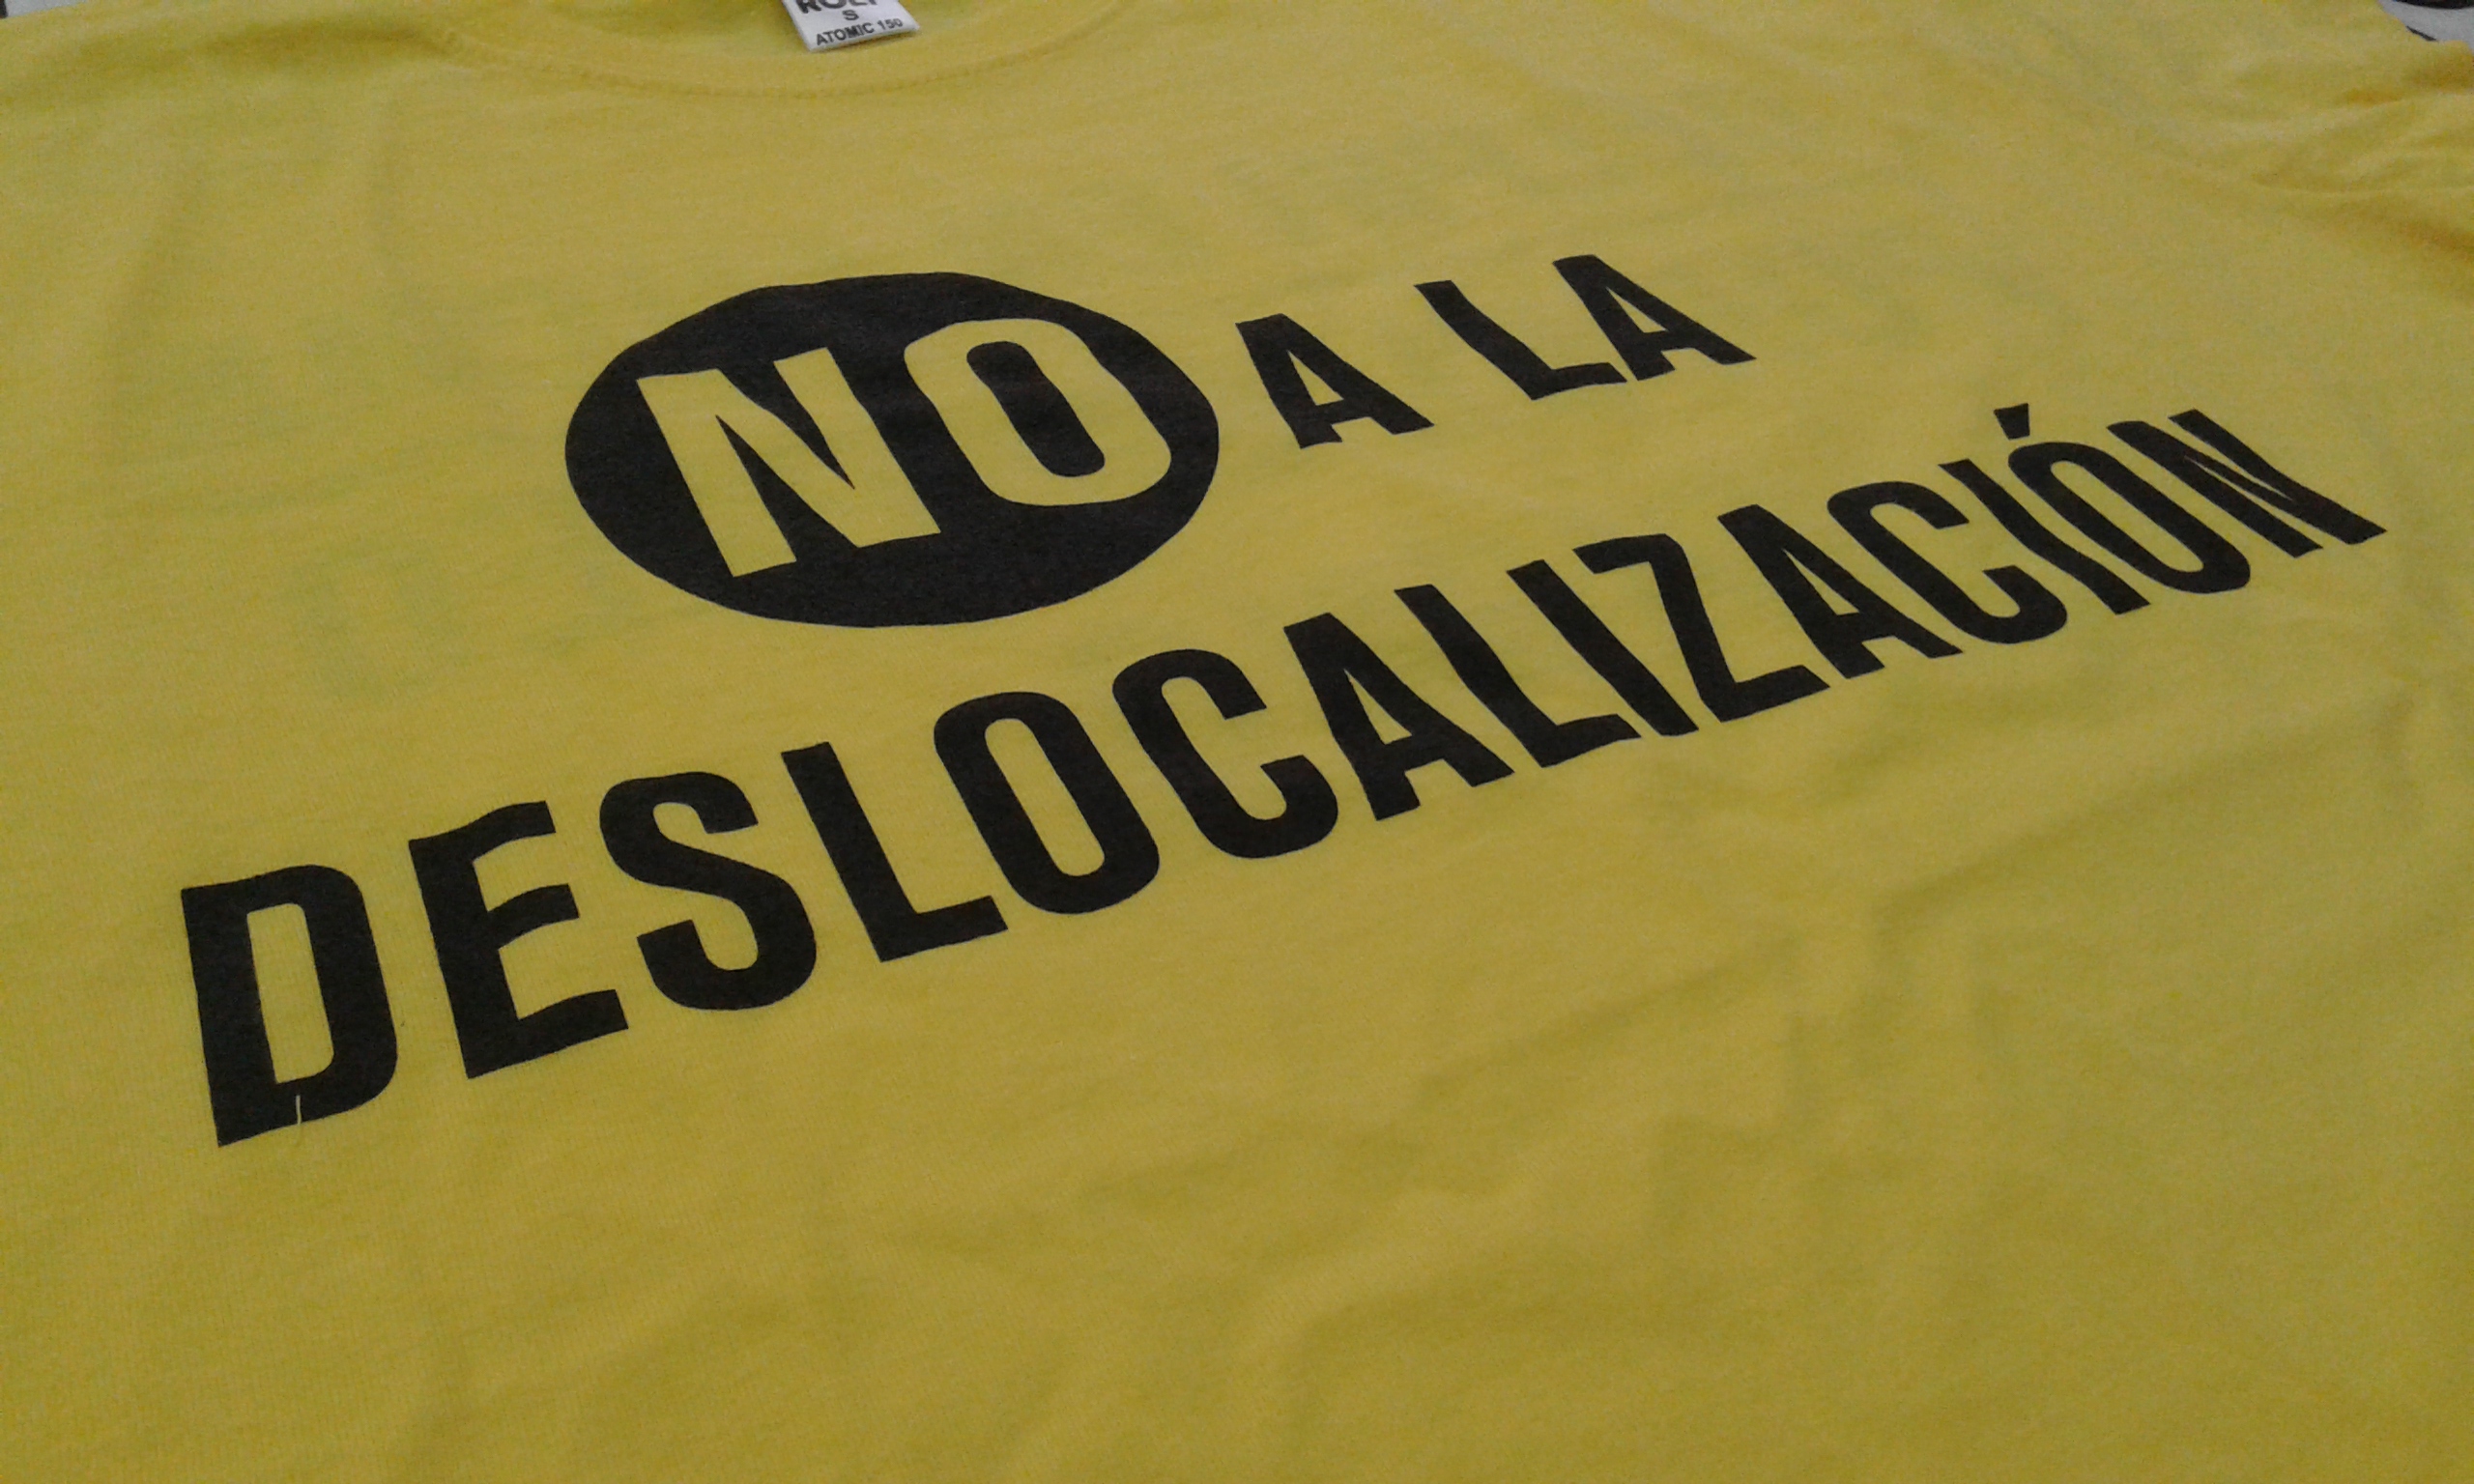 S
ATOMIC 150
NO A LA
DESLOCALIZACIÓN